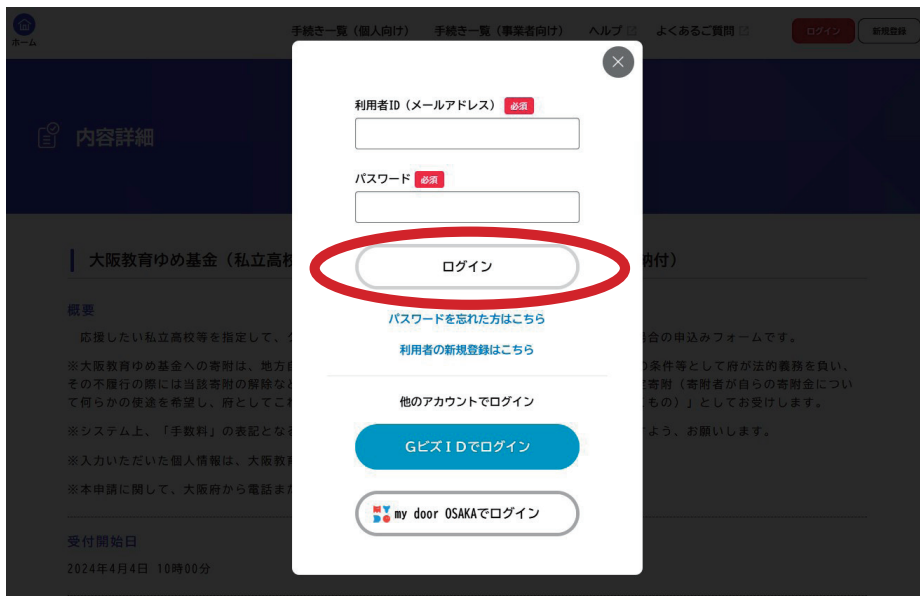 ホーム
手続き一覧（個人向け） 手続き一覧（事業者向け） ヘルプ よくあるご質問 ログイン 新規登録
内容詳細
利用者ID（メールアドレス） 必須
パスワード 必須
ログイン
パスワードを忘れた方はこちら
利用者の新規登録はこちら
他のアカウントでログイン
GビズIDでログイン
my door OSAKAでログイン
大阪教育ゆめ基金（私立高校 納付）
概要
応援したい私立高校等を指定して、 合の申込みフォームです。
※大阪教育ゆめ基金への寄附は、地方 条件等として府が法的義務を負い、
その不履行の際には当該寄附の解除など 寄附（寄附者が自らの寄附金につい
て何らかの使途を希望し、府としてこれ もの）」としてお受けします。
※システム上、「手数料」の表記となる よう、お願いします。
※入力いただいた個人情報は、大阪教育
※本申請に関して、大阪府から電話また
受付開始日
2024年4月4日 10時00分